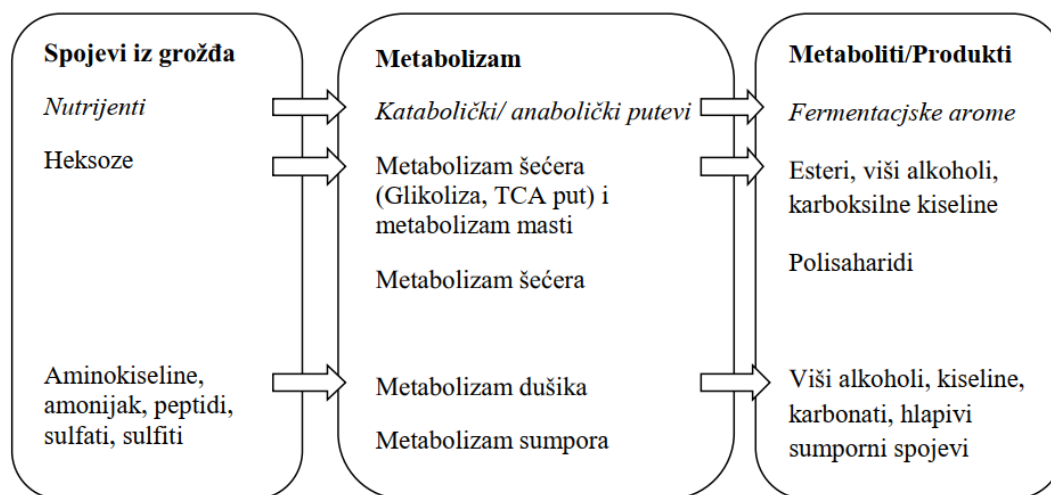 Spojevi iz grožđa
Nutrijenti
Heksoze
Aminokiseline,
amonijak, peptidi,
sulfati, sulfiti
Metabolizam
Katabolički/ anabolički putevi
Metabolizam šećera
(Glikoliza, TCA put) i
metabolizam masti
Metabolizam šećera
Metabolizam dušika
Metabolizam sumpora
Metaboliti/Produkti
Fermentacjske arome
Esteri, viši alkoholi,
karboksilne kiseline
Polisaharidi
Viši alkoholi, kiseline,
karbonati, hlapivi
sumporni spojevi